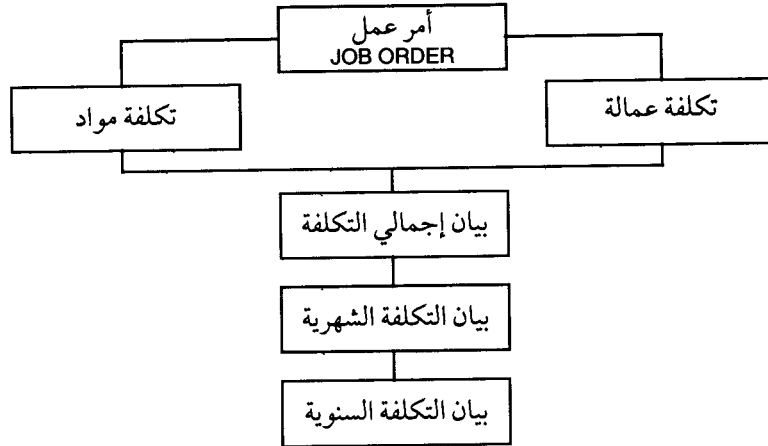 أمر عمل
JOB ORDER
تكلفة عمالة
تكلفة مواد
بيان إجمالي التكلفة
بيان التكلفة الشهرية
بيان التكلفة السنوية